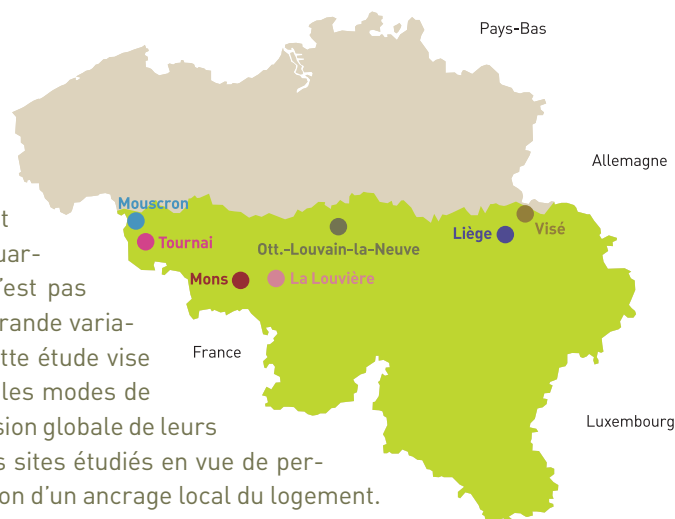 Pays-Bas
Allemagne
Mouscron
Tournai
Ott.-Louvain-la-Neuve
Liège
Visé
Mons
La Louvière
France
Luxembourg
t
uar-
'est pas
rande varia-
tte étude vise
les modes de
sion globale de leurs
s sites étudiés en vue de per-
on d'un ancrage local du logement.